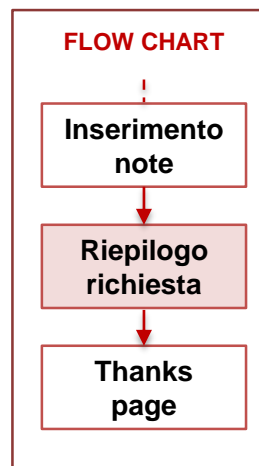 FLOW CHART
Inserimento
note
Riepilogo
richiesta
Thanks
page